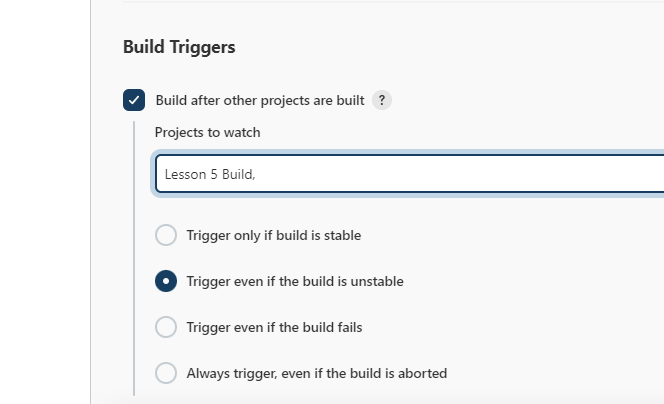 Build Triggers
Build after other projects are built ?
Projects to watch
Lesson 5 Build,
Trigger only if build is stable
Trigger even if the build is unstable
Trigger even if the build fails
Always trigger, even if the build is aborted